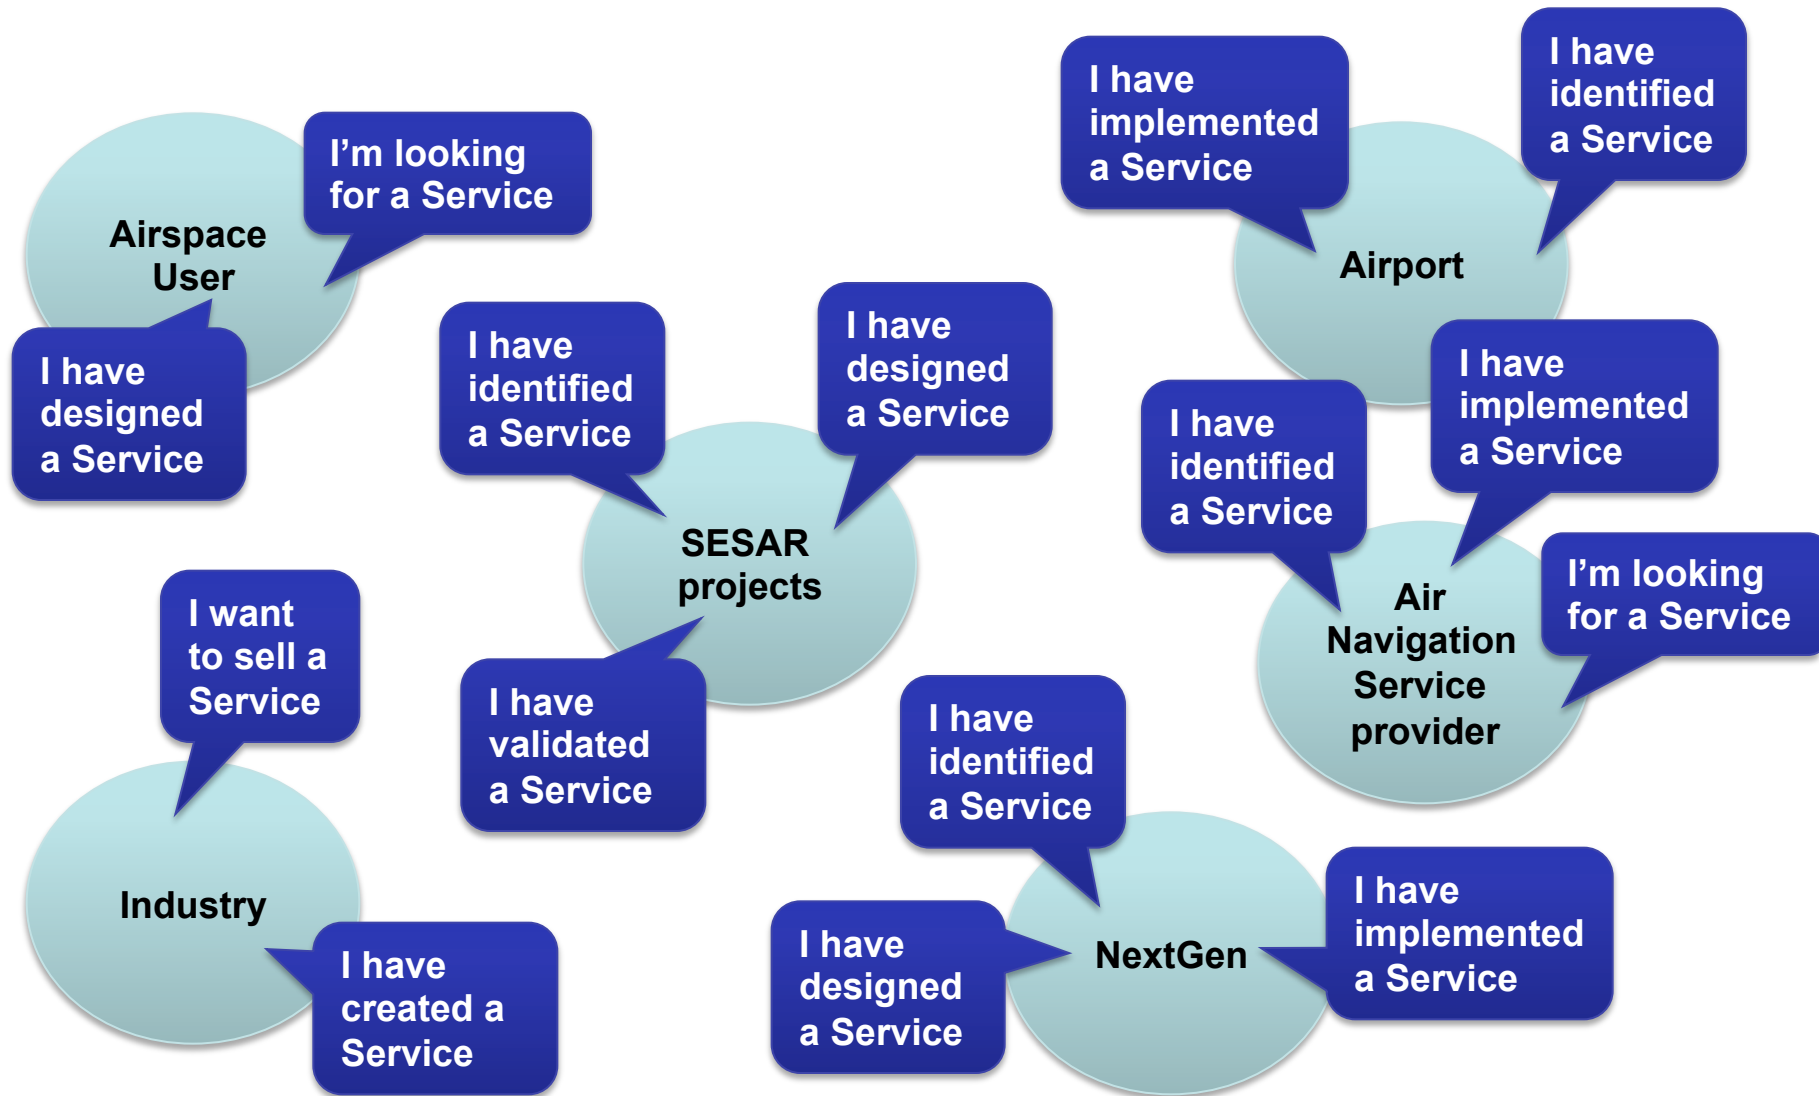 Airspace
User
I'm looking
for a Service
I have
designed
a Service
I have
identified
a Service
I have
designed
a Service
SESAR
projects
I have
validated
a Service
I have
implemented
a Service
I have
identified
a Service
Airport
I have
identified
a Service
I have
implemented
a Service
I'm looking
for a Service
Air
Navigation
Service
provider
I want
to sell a
Service
Industry
I have
created a
Service
I have
identified
a Service
I have
designed
a Service
NextGen
I have
implemented
a Service